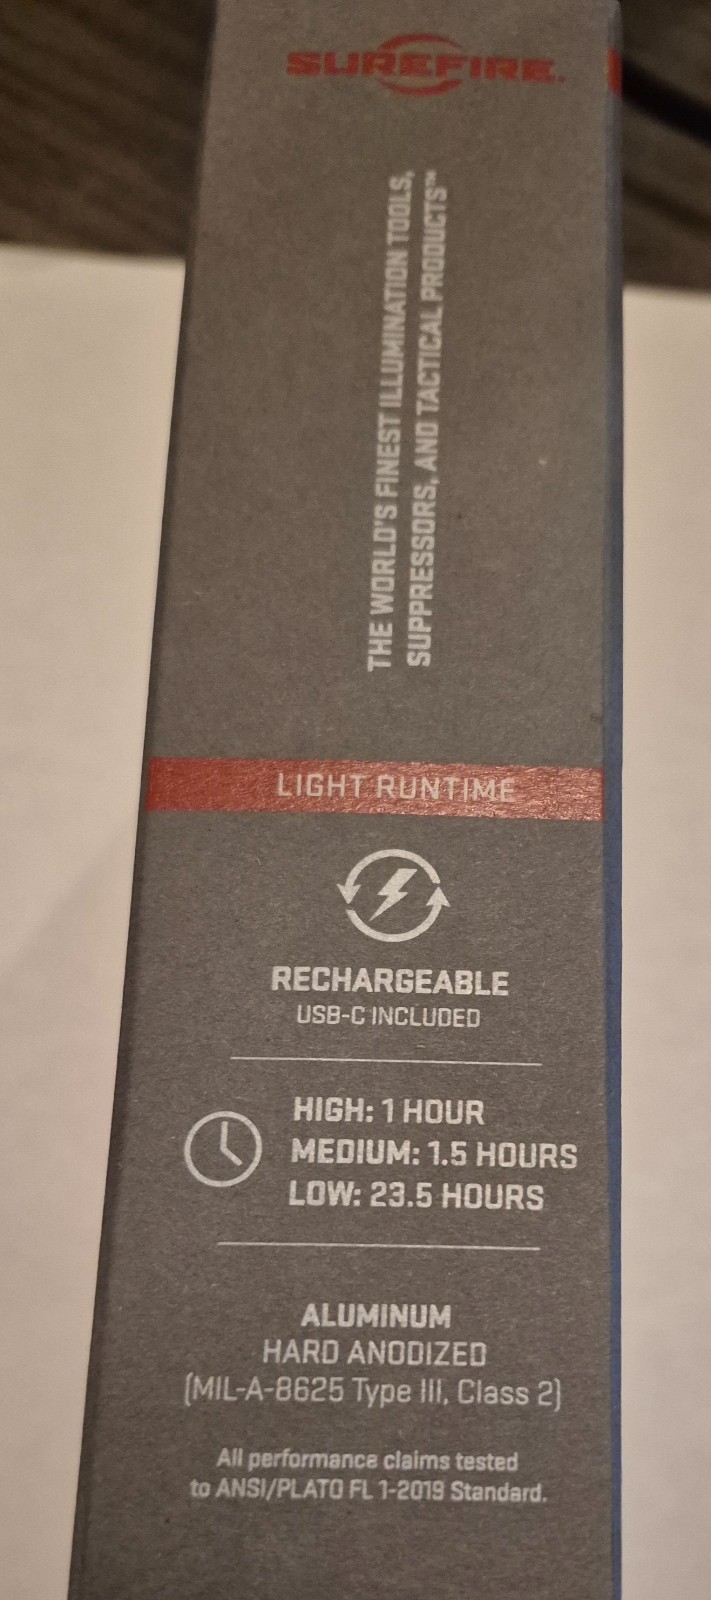 SUREFIRE.
THE WORLD'S FINEST ILLUMINATION TOOLS,
SUPPRESSORS, AND TACTICAL PRODUCTS™
LIGHT RUNTIME
RECHARGEABLE
USB-C INCLUDED
HIGH: 1 HOUR
MEDIUM: 1.5 HOURS
LOW: 23.5 HOURS
ALUMINUM
HARD ANODIZED
(MIL-A-8625 Type III, Class 2)
All performance claims tested
to ANSI/PLATO FL 1-2019 Standard.